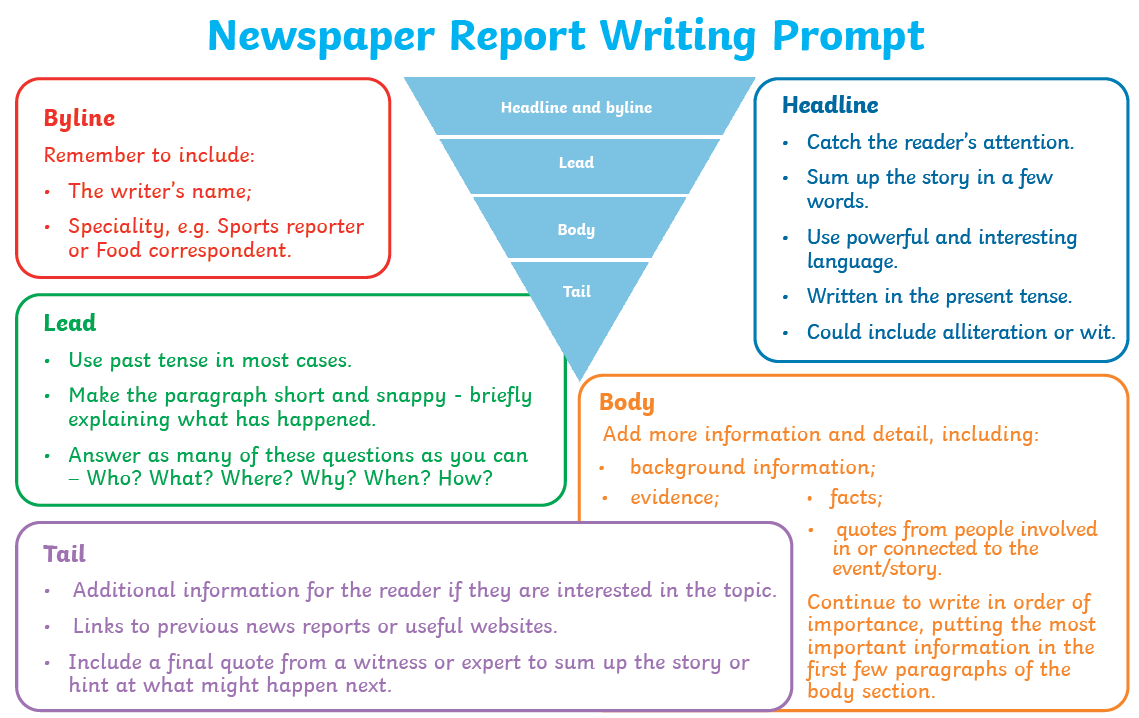 Newspaper Report Writing Prompt
Byline
Remember to include:
• The writer's name;
• Speciality, e.g. Sports reporter
or Food correspondent.
Headline and byline
Lead
Body
Tail
Headline
• Catch the reader's attention.
• Sum up the story in a few
words.
• Use powerful and interesting
language.
• Written in the present tense.
• Could include alliteration or wit.
Lead
• Use past tense in most cases.
• Make the paragraph short and snappy - briefly
explaining what has happened.
• Answer as many of these questions as you can
– Who? What? Where? Why? When? How?
Body
Add more information and detail, including:
• background information;
• evidence;
• facts;
• quotes from people involved
in or connected to the
event/story.
Continue to write in order of
importance, putting the most
important information in the
first few paragraphs of the
body section.
Tail
• Additional information for the reader if they are interested in the topic.
• Links to previous news reports or useful websites.
• Include a final quote from a witness or expert to sum up the story or
hint at what might happen next.